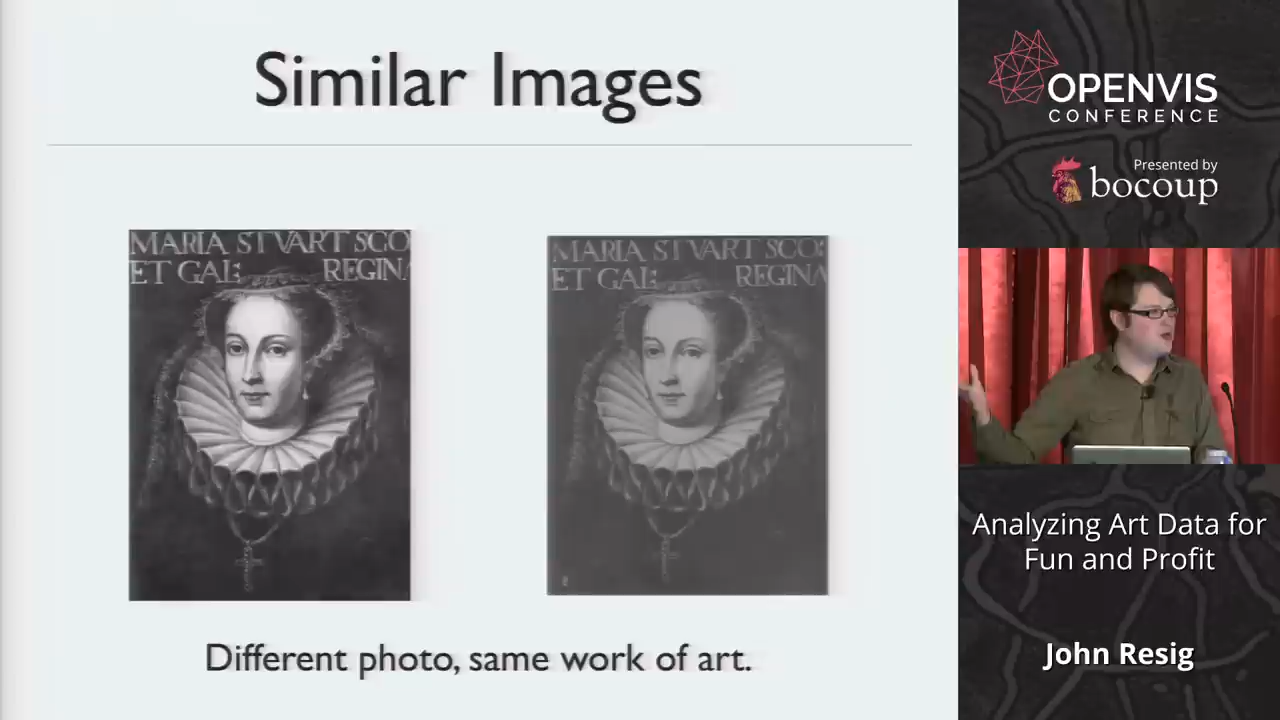 Similar Images
MARIA STVART SCO
ET GAL: REGINA
MARIA STVART SCO:
ET GAL: REGINA
Different photo, same work of art.
OPENVIS
CONFERENCE
Presented by
bocoup
Analyzing Art Data for
Fun and Profit
John Resig